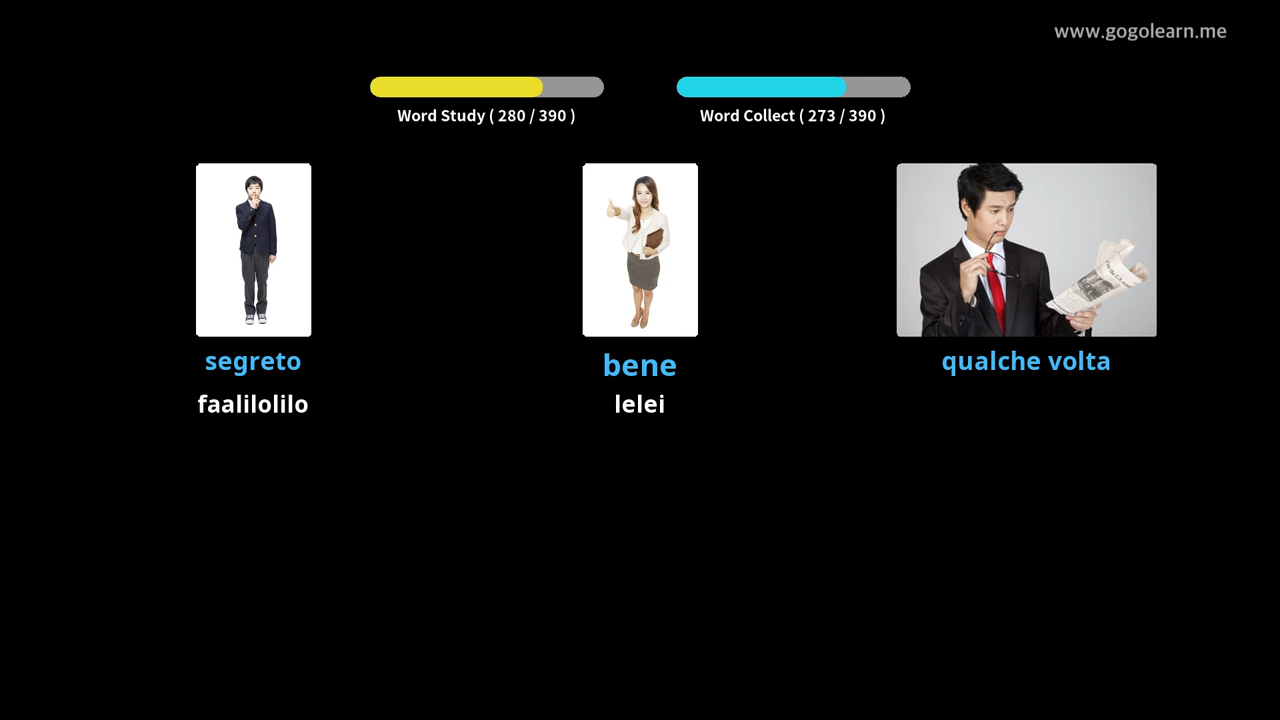 www.gogolearn.me
Word Study ( 280 / 390 )
Word Collect ( 273 / 390 )
segreto
bene
qualche volta
faalilolilo
lelei